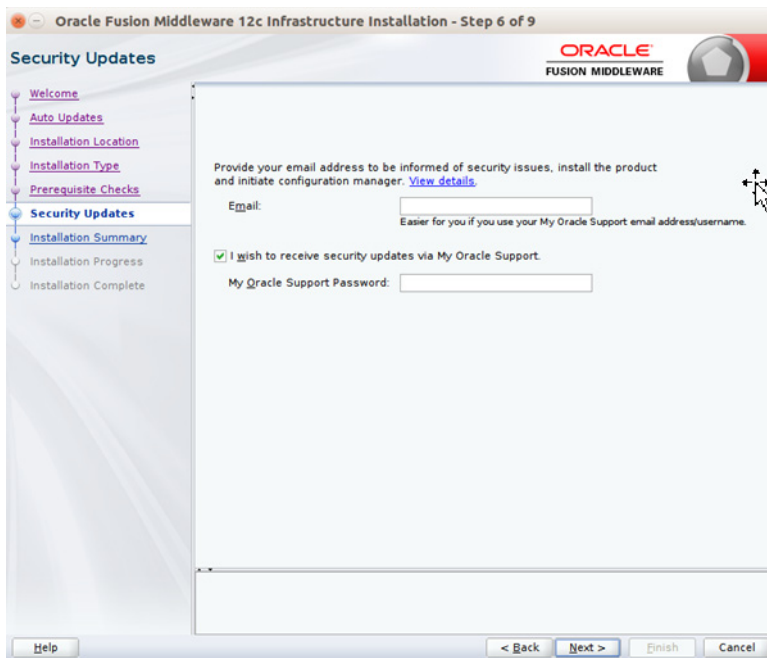 Oracle Fusion Middleware 12c Infrastructure Installation - Step 6 of 9
Security Updates
ORACLE
FUSION MIDDLEWARE
Welcome
Auto Updates
Installation Location
Installation Type
Prerequisite Checks
Security Updates
Installation Summary
Installation Progress
Installation Complete
Provide your email address to be informed of security issues, install the product
and initiate configuration manager. View details.
Email:
Easier for you if you use your My Oracle Support email address/username.
I wish to receive security updates via My Oracle Support.
My Oracle Support Password:
Help
< Back
Next >
Finish
Cancel